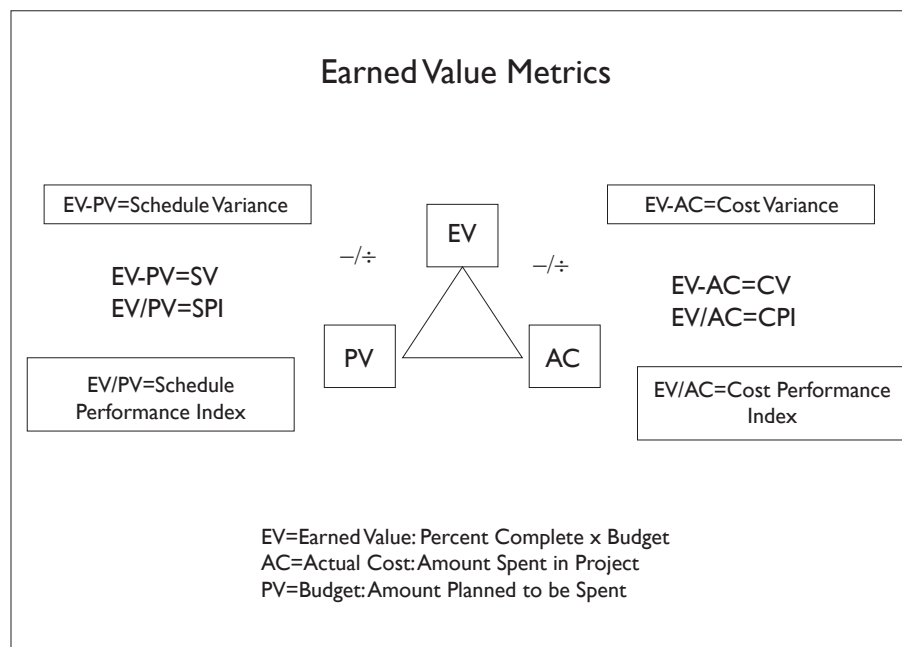 Earned Value Metrics
EV-PV=Schedule Variance
EV-AC=Cost Variance
EV
–/÷
–/÷
EV-PV=SV
EV/PV=SPI
EV-AC=CV
EV/AC=CPI
PV
AC
EV/PV=Schedule
Performance Index
EV/AC=Cost Performance
Index
EV=Earned Value: Percent Complete x Budget
AC=Actual Cost: Amount Spent in Project
PV=Budget: Amount Planned to be Spent